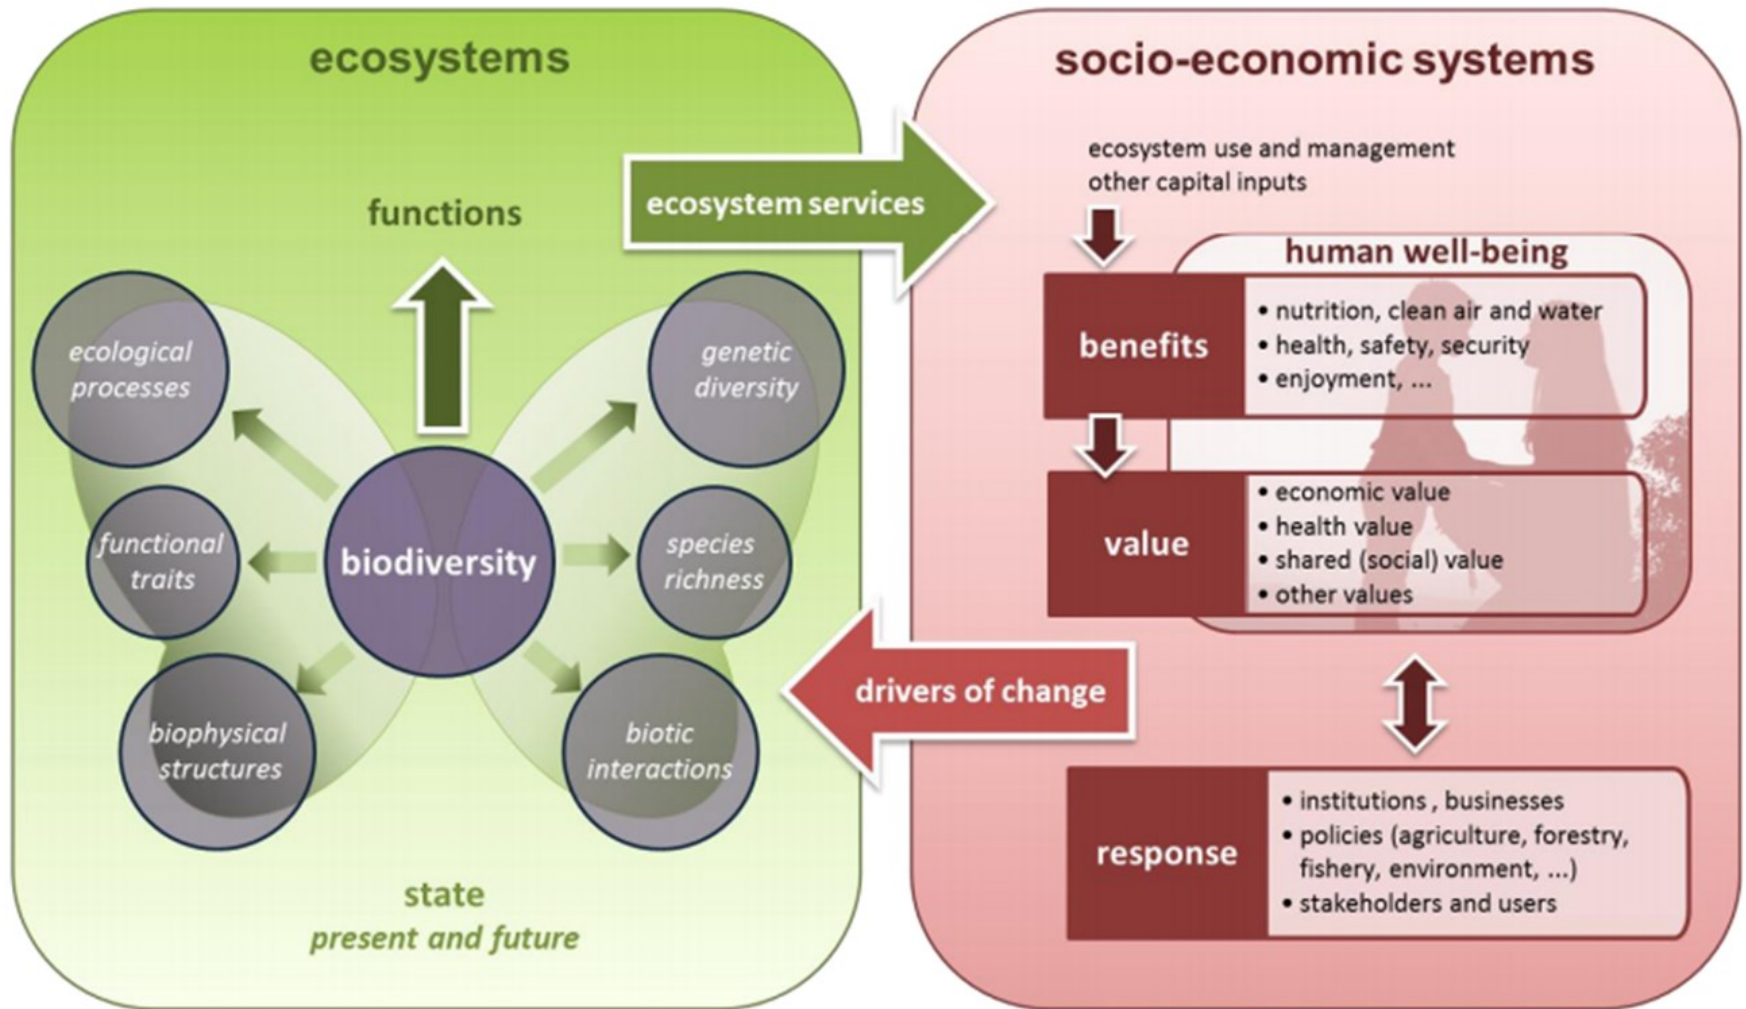 ecosystems
functions
ecosystem services
ecological
processes
genetic
diversity
functional
traits
biodiversity
species
richness
biophysical
structures
biotic
interactions
state
present and future
drivers of change
socio-economic systems
ecosystem use and management
other capital inputs
human well-being
benefits
• nutrition, clean air and water
• health, safety, security
• enjoyment, ...
value
• economic value
• health value
• shared (social) value
• other values
response
• institutions , businesses
• policies (agriculture, forestry,
fishery, environment, ...)
• stakeholders and users